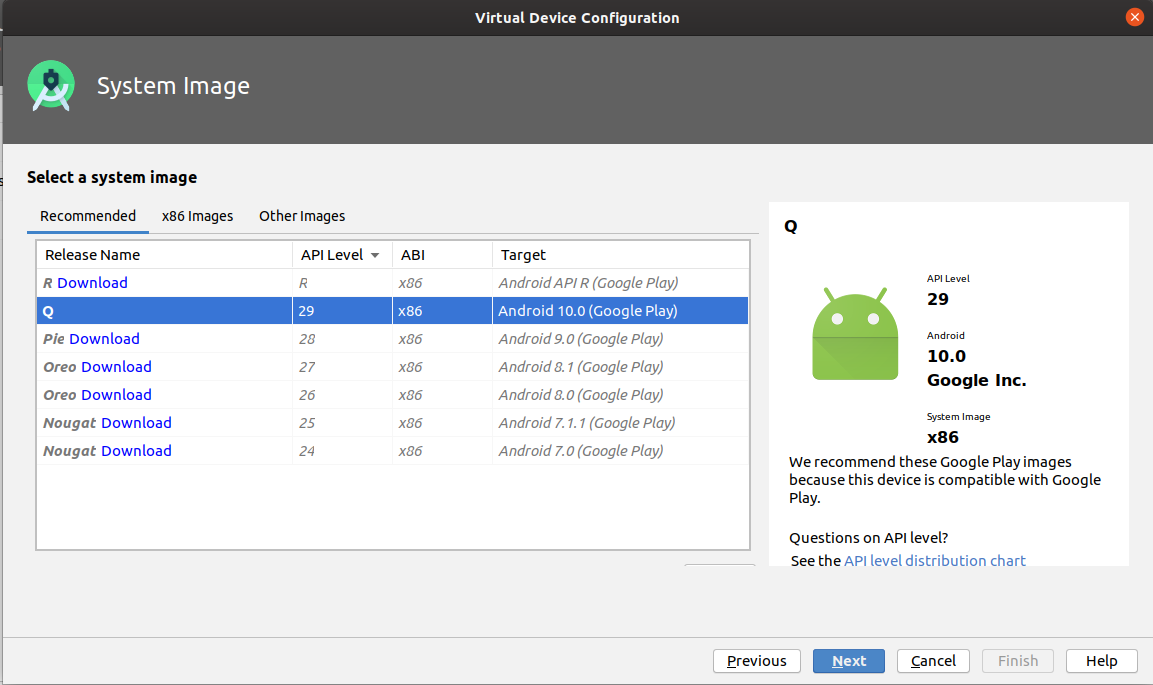 Virtual Device Configuration
System Image
Select a system image
Recommended x86 Images Other Images
Release Name API Level ABI Target
R Download R x86 Android API R (Google Play)
Q 29 x86 Android 10.0 (Google Play)
Pie Download 28 x86 Android 9.0 (Google Play)
Oreo Download 27 x86 Android 8.1 (Google Play)
Oreo Download 26 x86 Android 8.0 (Google Play)
Nougat Download 25 x86 Android 7.1.1 (Google Play)
Nougat Download 24 x86 Android 7.0 (Google Play)
Q
API Level
29
Android
10.0
Google Inc.
System Image
x86
We recommend these Google Play images
because this device is compatible with Google
Play.
Questions on API level?
See the API level distribution chart
Previous Next Cancel Finish Help